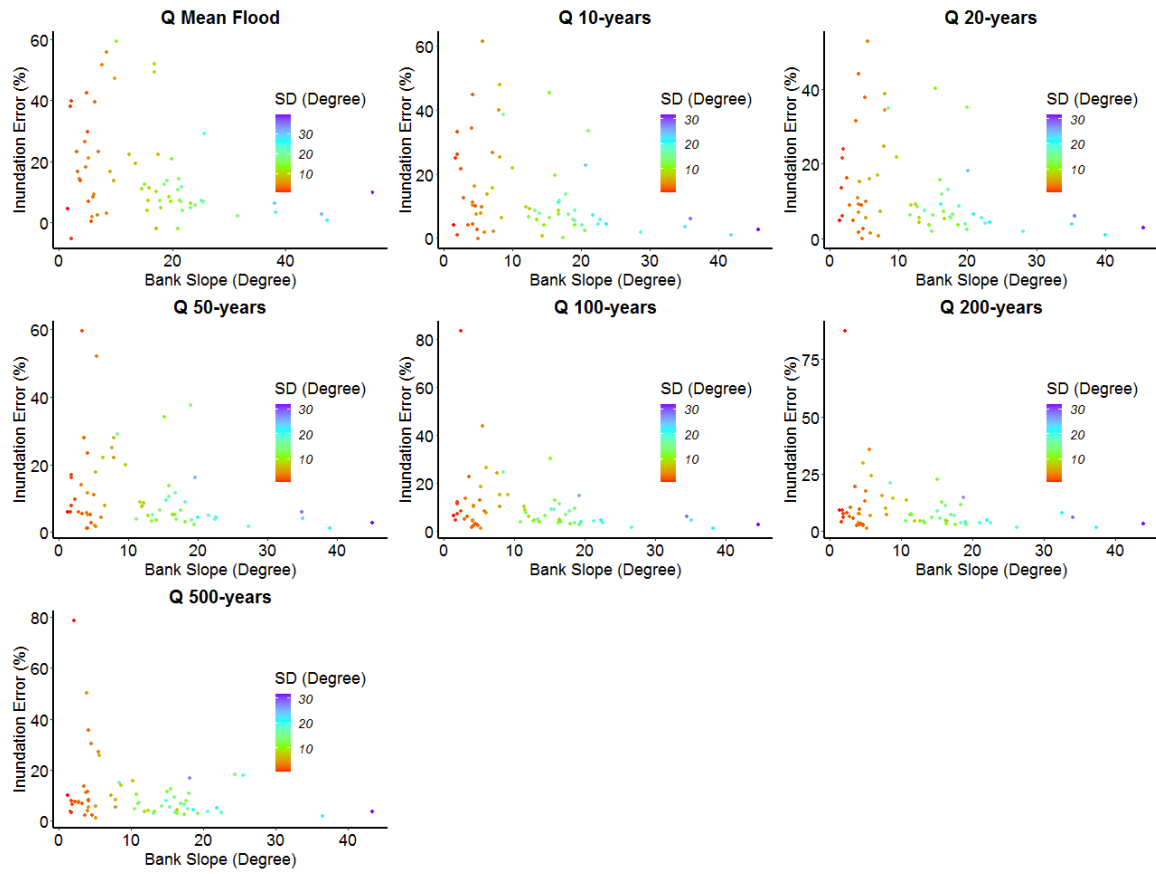 Q Mean Flood
Inundation Error (%)
60
40
20
0
SD (Degree)
30
20
10
0 20 40
Bank Slope (Degree)
Q 10-years
Inundation Error (%)
60
40
20
0
SD (Degree)
30
20
10
0 10 20 30 40
Bank Slope (Degree)
Q 20-years
Inundation Error (%)
40
20
0
SD (Degree)
30
20
10
0 10 20 30 40
Bank Slope (Degree)
Q 50-years
Inundation Error (%)
60
40
20
0
SD (Degree)
30
20
10
0 10 20 30 40
Bank Slope (Degree)
Q 100-years
Inundation Error (%)
80
60
40
20
0
SD (Degree)
30
20
10
0 10 20 30 40
Bank Slope (Degree)
Q 200-years
Inundation Error (%)
75
50
25
0
SD (Degree)
30
20
10
0 10 20 30 40
Bank Slope (Degree)
Q 500-years
Inundation Error (%)
80
60
40
20
0
SD (Degree)
30
20
10
0 10 20 30 40
Bank Slope (Degree)